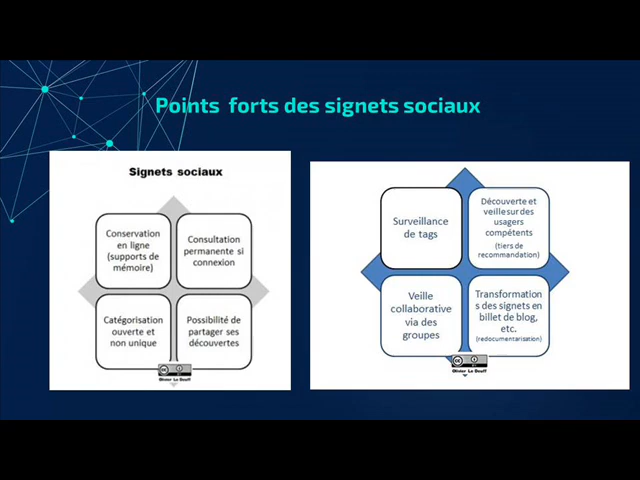 Points forts des signets sociaux
Signets sociaux
Conservation
en ligne
(supports de
mémoire)
Consultation
permanente si
connexion
Catégorisation
ouverte et
non unique
Possibilité de
partager ses
découvertes
Olivier Le Deuff
Surveillance
de tags
Découverte et
veille sur des
usagers
compétents
(tiers de
recommandation)
Veille
collaborative
via des
groupes
Transformation
s des signets en
billet de blog,
etc.
(redocumentarisation)
Olivier Le Deuff